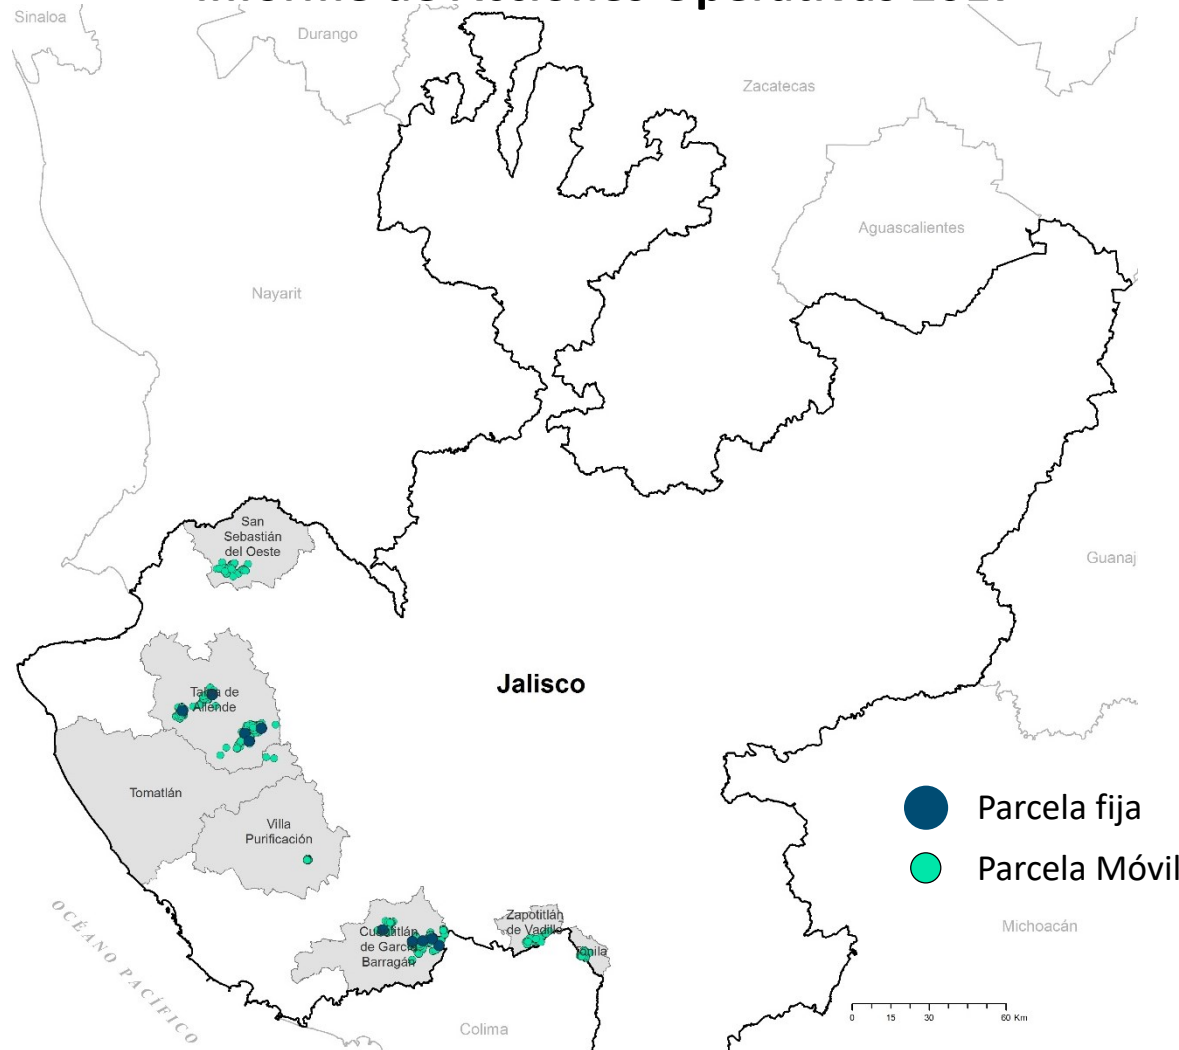 Sinaloa
Durango
Zacatecas
Aguascalientes
Nayarit
San
Sebastián
del Oeste
Guanaj
Talpa de
Allende
Jalisco
Tomatlán
Villa
Purificación
Parcela fija
Parcela Móvil
OCÉANO PACÍFICO
Cuautitlán
de García
Barragán
Zapotitlán
de Vadillo
Tonila
Michoacán
Colima
0 15 30 60 Km